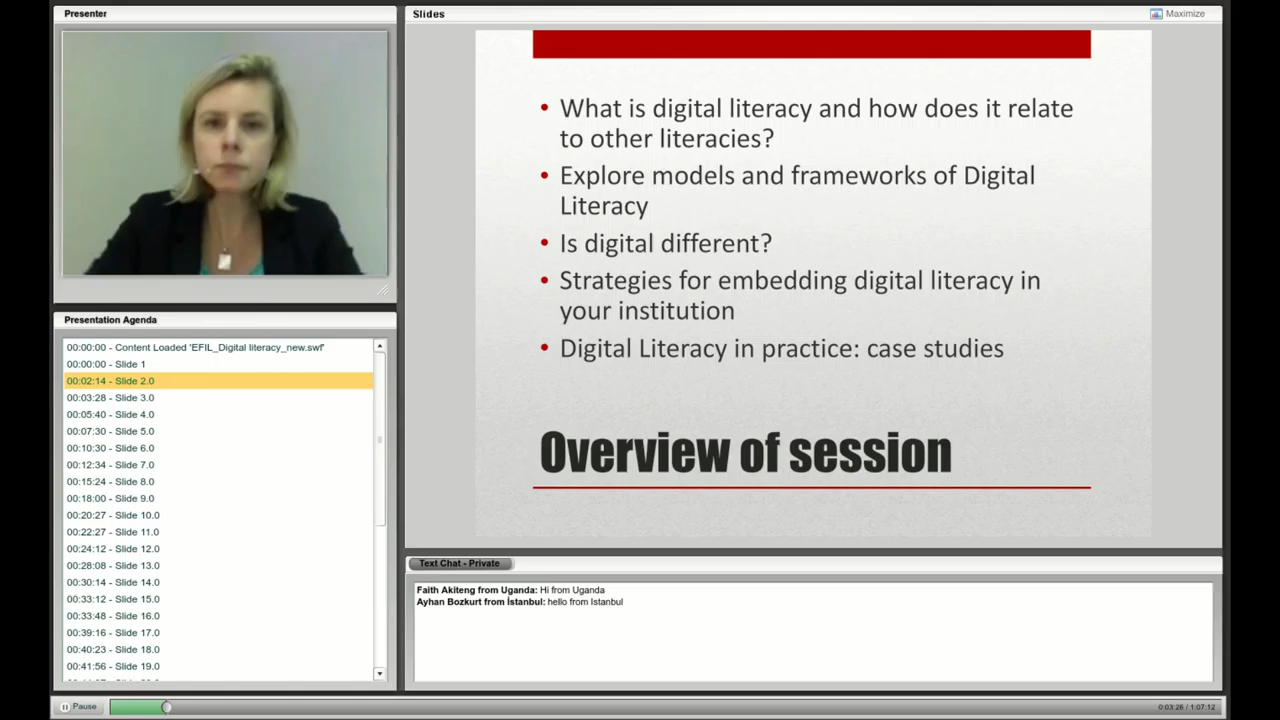 Presenter
Slides
Maximize
• What is digital literacy and how does it relate
to other literacies?
• Explore models and frameworks of Digital
Literacy
• Is digital different?
• Strategies for embedding digital literacy in
your institution
• Digital Literacy in practice: case studies
Overview of session
Presentation Agenda
00:00:00 - Content Loaded 'EFIL_Digital literacy_new.swf'
00:00:00 - Slide 1
00:02:14 - Slide 2.0
00:03:28 - Slide 3.0
00:05:40 - Slide 4.0
00:07:30 - Slide 5.0
00:10:30 - Slide 6.0
00:12:34 - Slide 7.0
00:15:24 - Slide 8.0
00:18:00 - Slide 9.0
00:20:27 - Slide 10.0
00:22:27 - Slide 11.0
00:24:12 - Slide 12.0
00:28:08 - Slide 13.0
00:30:14 - Slide 14.0
00:33:12 - Slide 15.0
00:33:48 - Slide 16.0
00:39:16 - Slide 17.0
00:40:23 - Slide 18.0
00:41:56 - Slide 19.0
Text Chat - Private
Faith Akiteng from Uganda: Hi from Uganda
Ayhan Bozkurt from İstanbul: hello from Istanbul
Pause
0:03:26 / 1:07:12